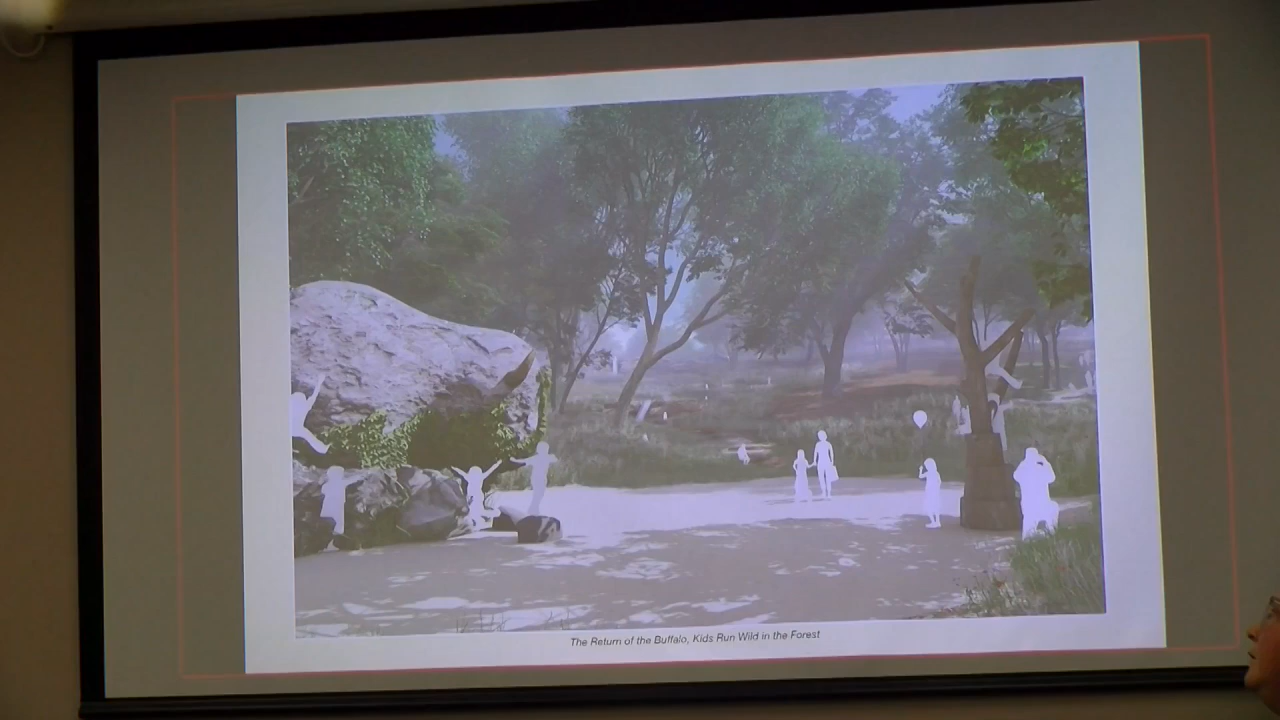 The Return of the Buffalo, Kids Run Wild in the Forest